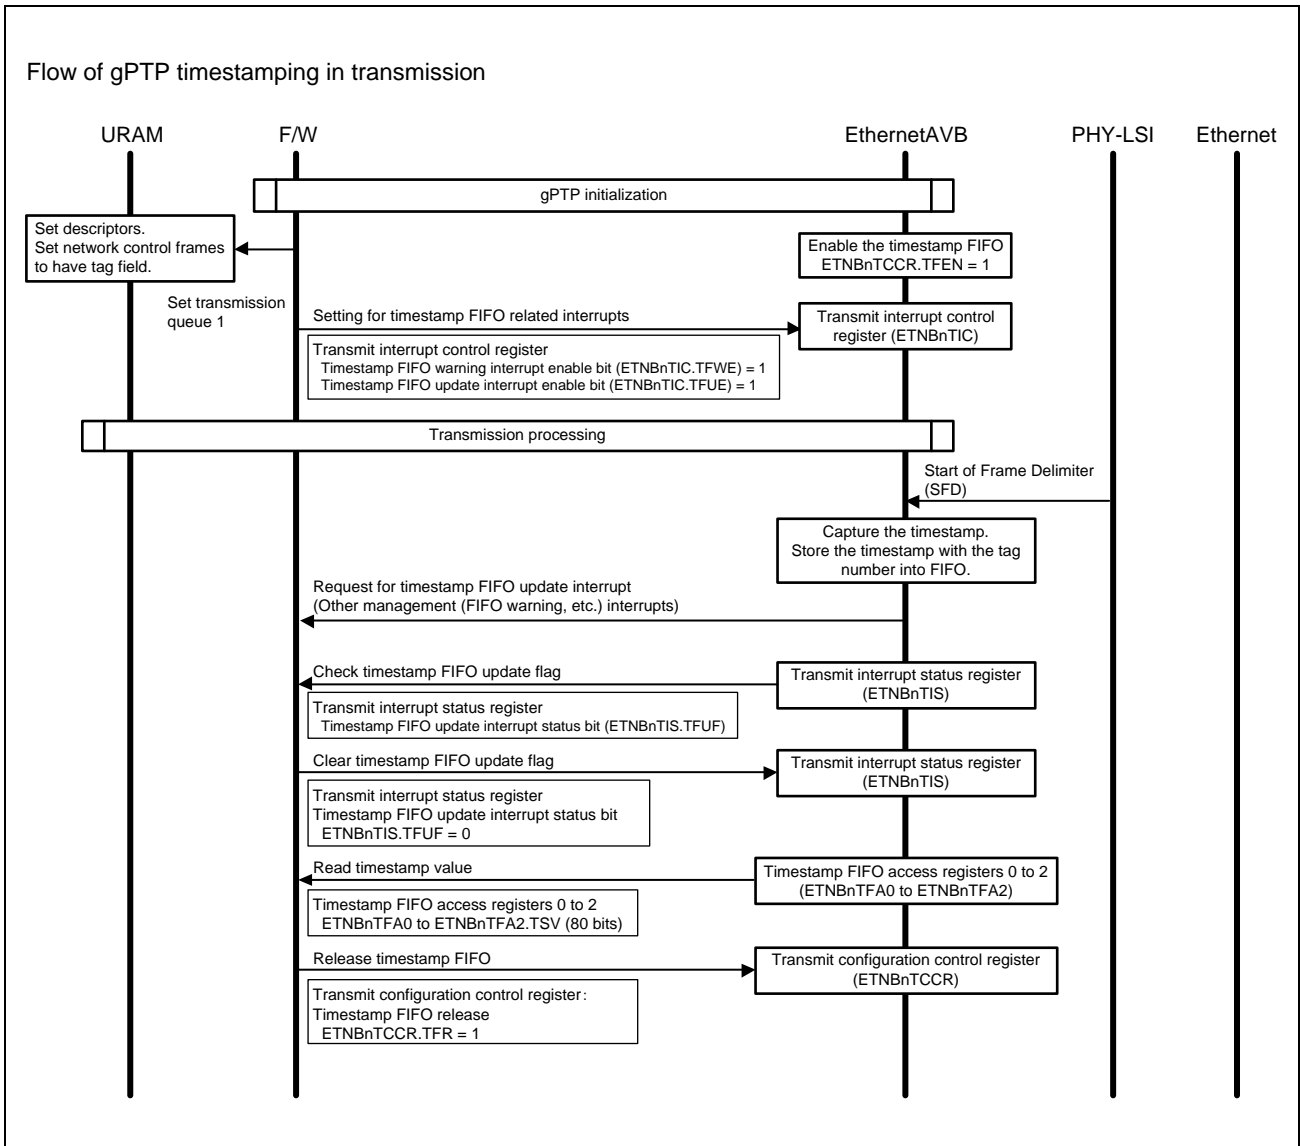 Flow of gPTP timestamping in transmission
URAM
F/W
EthernetAVB
PHY-LSI
Ethernet
gPTP initialization
Set descriptors.
Set network control frames
to have tag field.
Enable the timestamp FIFO
ETNBnTCCR.TFEN = 1
Set transmission
queue 1
Setting for timestamp FIFO related interrupts
Transmit interrupt control
register (ETNBnTIC)
Transmit interrupt control register
Timestamp FIFO warning interrupt enable bit (ETNBnTIC.TFWE) = 1
Timestamp FIFO update interrupt enable bit (ETNBnTIC.TFUE) = 1
Transmission processing
Start of Frame Delimiter
(SFD)
Capture the timestamp.
Store the timestamp with the tag
number into FIFO.
Request for timestamp FIFO update interrupt
(Other management (FIFO warning, etc.) interrupts)
Check timestamp FIFO update flag
Transmit interrupt status register
(ETNBnTIS)
Transmit interrupt status register
Timestamp FIFO update interrupt status bit (ETNBnTIS.TFUF)
Clear timestamp FIFO update flag
Transmit interrupt status register
(ETNBnTIS)
Transmit interrupt status register
Timestamp FIFO update interrupt status bit
ETNBnTIS.TFUF = 0
Read timestamp value
Timestamp FIFO access registers 0 to 2
(ETNBnTFA0 to ETNBnTFA2)
Timestamp FIFO access registers 0 to 2
ETNBnTFA0 to ETNBnTFA2.TSV (80 bits)
Release timestamp FIFO
Transmit configuration control register
(ETNBnTCCR)
Transmit configuration control register:
Timestamp FIFO release
ETNBnTCCR.TFR = 1